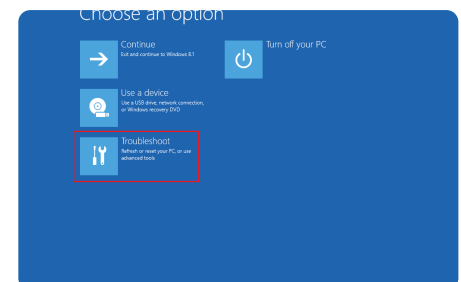 Choose an option
Continue
Exit and continue to Windows 8.1
Turn off your PC
Use a device
Use a USB drive, network connection,
or Windows recovery DVD
Troubleshoot
Refresh or reset your PC, or use
advanced tools